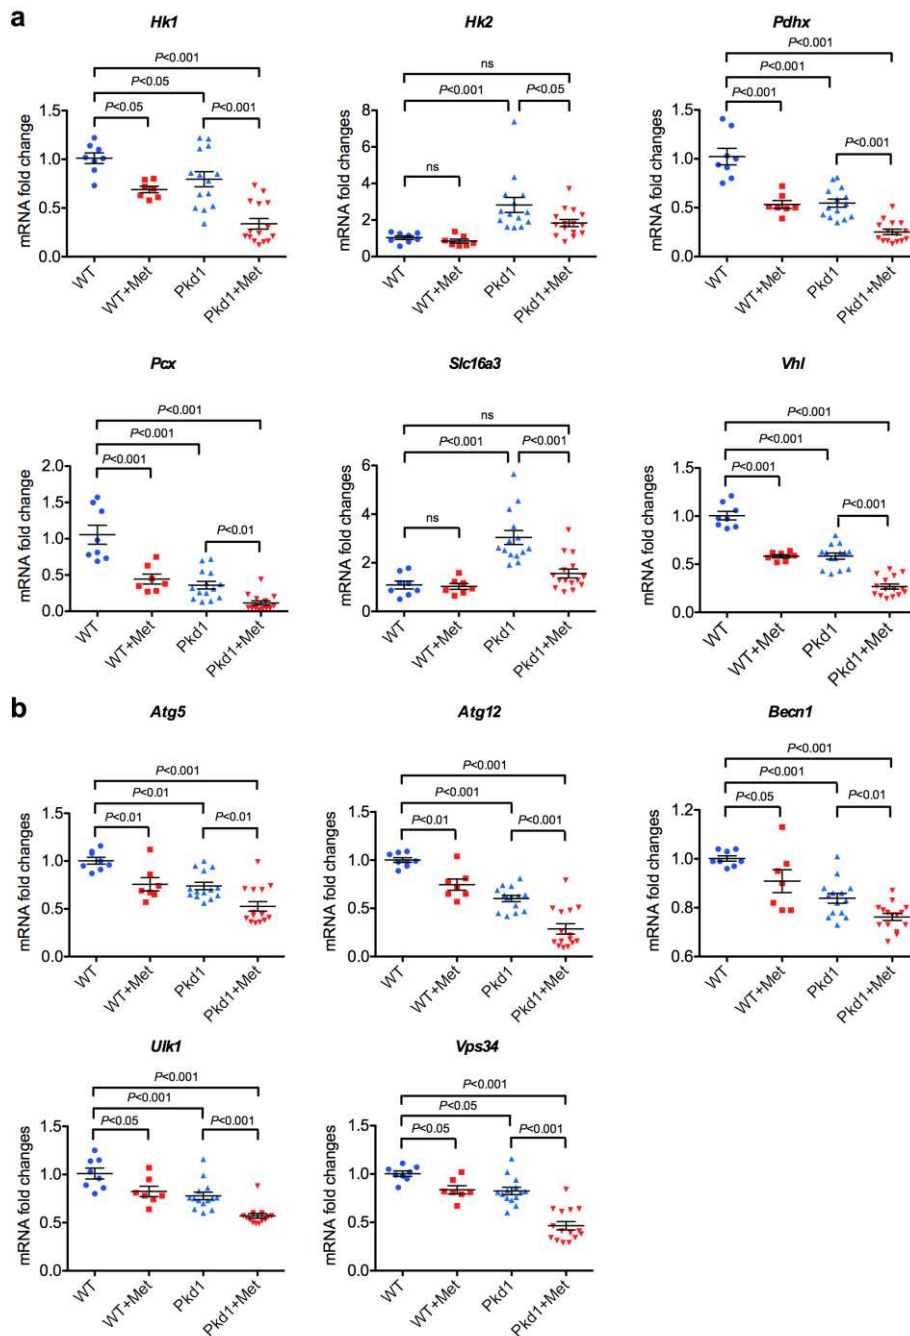 a
Hk1
Hk2
Pdhx
P<0.001
P<0.05
P<0.05
P<0.001
ns
P<0.001
P<0.05
ns
P<0.001
P<0.001
P<0.001
P<0.001
mRNA fold change
1.5
1.0
0.5
0.0
WT
WT+Met
Pkd1
Pkd1+Met
mRNA fold changes
8
6
4
2
0
WT
WT+Met
Pkd1
Pkd1+Met
mRNA fold changes
1.5
1.0
0.5
0.0
WT
WT+Met
Pkd1
Pkd1+Met
Pcx
Slc16a3
Vhl
P<0.001
P<0.001
P<0.001
P<0.01
ns
P<0.001
P<0.001
ns
P<0.001
P<0.001
P<0.001
P<0.001
mRNA fold change
2.0
1.5
1.0
0.5
0.0
WT
WT+Met
Pkd1
Pkd1+Met
mRNA fold changes
6
4
2
0
WT
WT+Met
Pkd1
Pkd1+Met
mRNA fold changes
1.5
1.0
0.5
0.0
WT
WT+Met
Pkd1
Pkd1+Met
b
Atg5
Atg12
Becn1
P<0.001
P<0.01
P<0.01
P<0.01
P<0.001
P<0.001
P<0.01
P<0.001
P<0.001
P<0.001
P<0.05
P<0.01
mRNA fold changes
1.5
1.0
0.5
0.0
WT
WT+Met
Pkd1
Pkd1+Met
mRNA fold changes
1.5
1.0
0.5
0.0
WT
WT+Met
Pkd1
Pkd1+Met
mRNA fold changes
1.2
1.0
0.8
0.6
WT
WT+Met
Pkd1
Pkd1+Met
Ulk1
Vps34
P<0.001
P<0.001
P<0.05
P<0.001
P<0.001
P<0.05
P<0.05
P<0.001
mRNA fold changes
1.5
1.0
0.5
0.0
WT
WT+Met
Pkd1
Pkd1+Met
mRNA fold changes
1.5
1.0
0.5
0.0
WT
WT+Met
Pkd1
Pkd1+Met